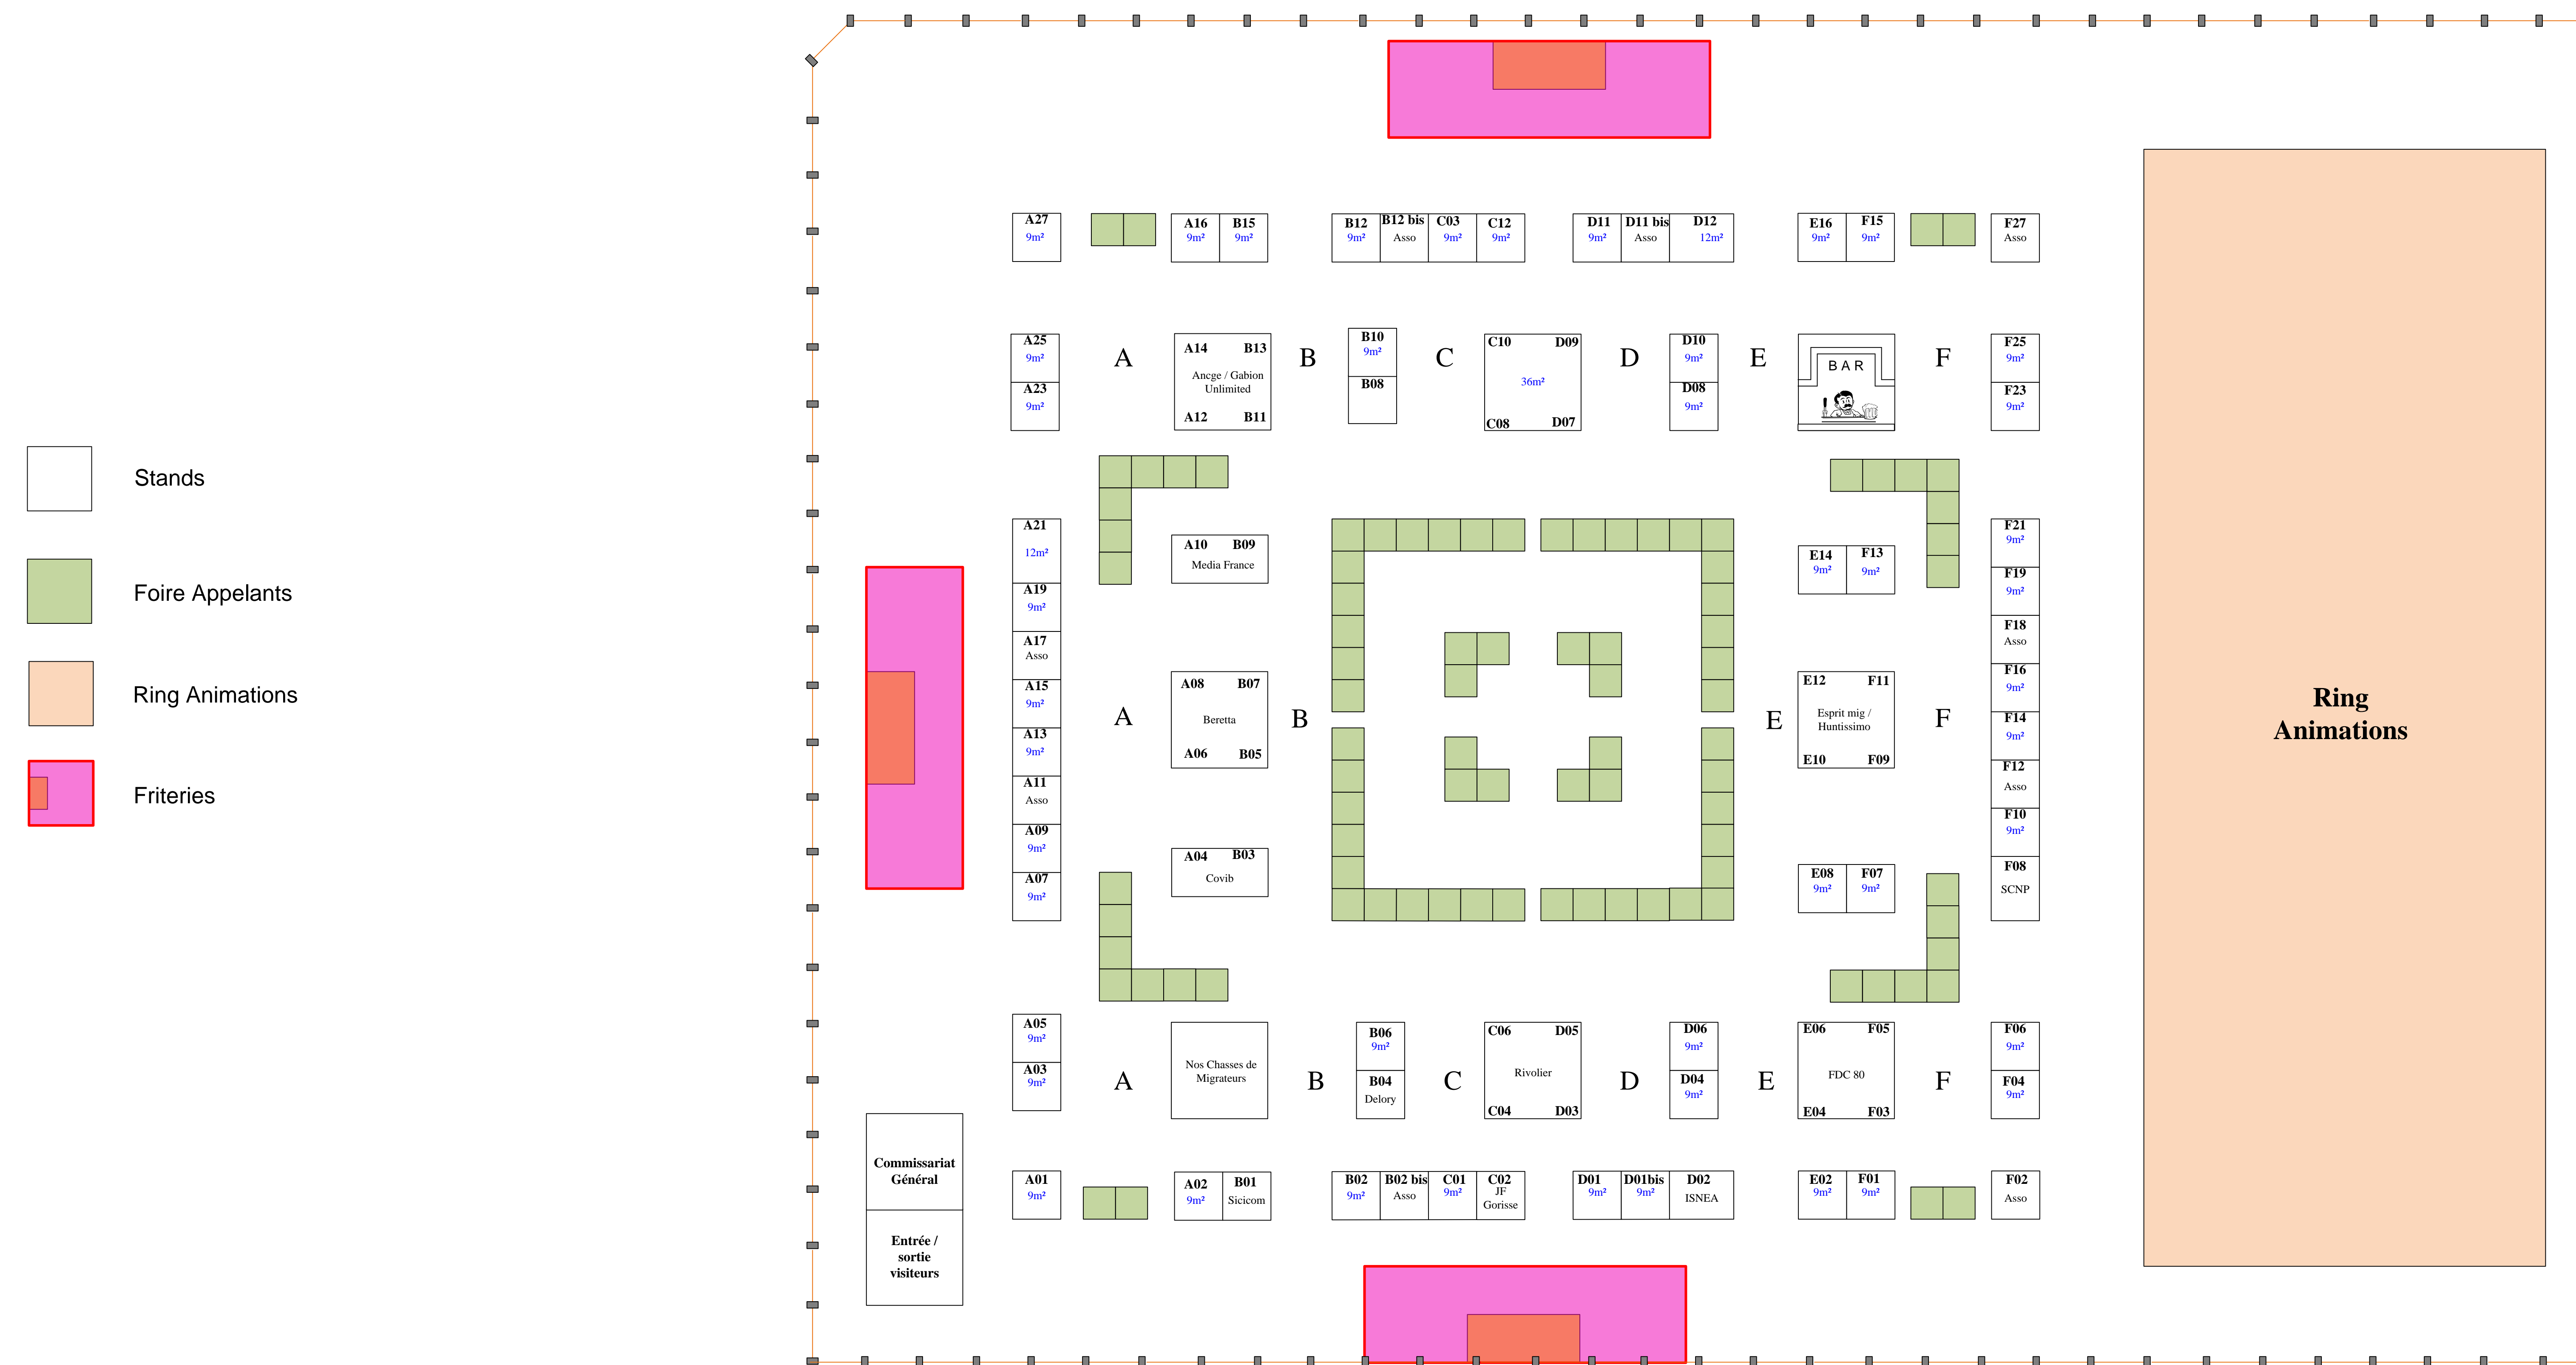 Stands
Foire Appelants
Ring Animations
Friteries
A27
9m²
A16
9m²
B15
9m²
B12
9m²
B12 bis
Asso
C03
9m²
C12
9m²
D11
9m²
D11 bis
Asso
D12
12m²
E16
9m²
F15
9m²
F27
Asso
A25
9m²
A23
9m²
A
A14 B13
Ancge / Gabion
Unlimited
A12 B11
B
B10
9m²
B08
C
C10 D09
36m²
C08 D07
D
D10
9m²
D08
9m²
E
BAR
F
F25
9m²
F23
9m²
A21
12m²
A19
9m²
A17
Asso
A15
9m²
A13
9m²
A11
Asso
A09
9m²
A07
9m²
A10 B09
Media France
A
A08 B07
Beretta
A06 B05
B
A04 B03
Covib
E14
9m²
F13
9m²
E
E12 F11
Esprit mig /
Huntissimo
E10 F09
F
E08
9m²
F07
9m²
F21
9m²
F19
9m²
F18
Asso
F16
9m²
F14
9m²
F12
Asso
F10
9m²
F08
SCNP
Ring
Animations
A05
9m²
A03
9m²
A
Nos Chasses de
Migrateurs
B
B06
9m²
B04
Delory
C
C06 D05
Rivolier
C04 D03
D
D06
9m²
D04
9m²
E
E06 F05
FDC 80
E04 F03
F
F06
9m²
F04
9m²
Commissariat
Général
Entrée /
sortie
visiteurs
A01
9m²
A02
9m²
B01
Sicicom
B02
9m²
B02 bis
Asso
C01
9m²
C02
JF
Gorisse
D01
9m²
D01bis
9m²
D02
ISNEA
E02
9m²
F01
9m²
F02
Asso